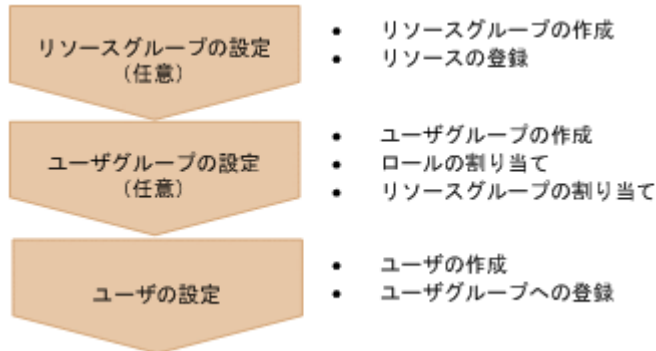 リソースグループの設定
(任意)
• リソースグループの作成
• リソースの登録
ユーザグループの設定
(任意)
• ユーザグループの作成
• ロールの割り当て
• リソースグループの割り当て
ユーザの設定
• ユーザの作成
• ユーザグループへの登録